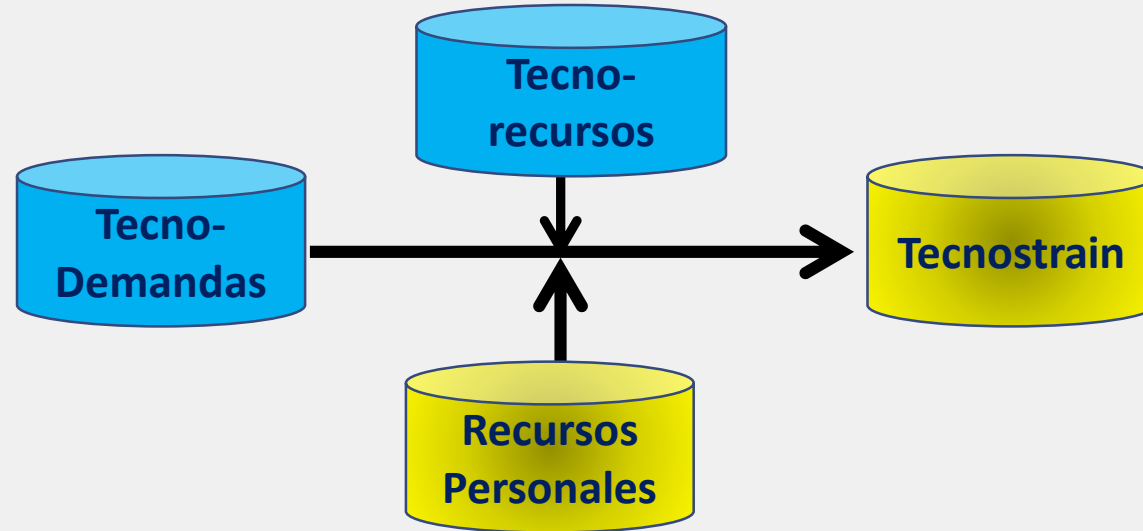 Tecno-
recursos
Tecno-
Demandas
Tecnostrain
Recursos
Personales